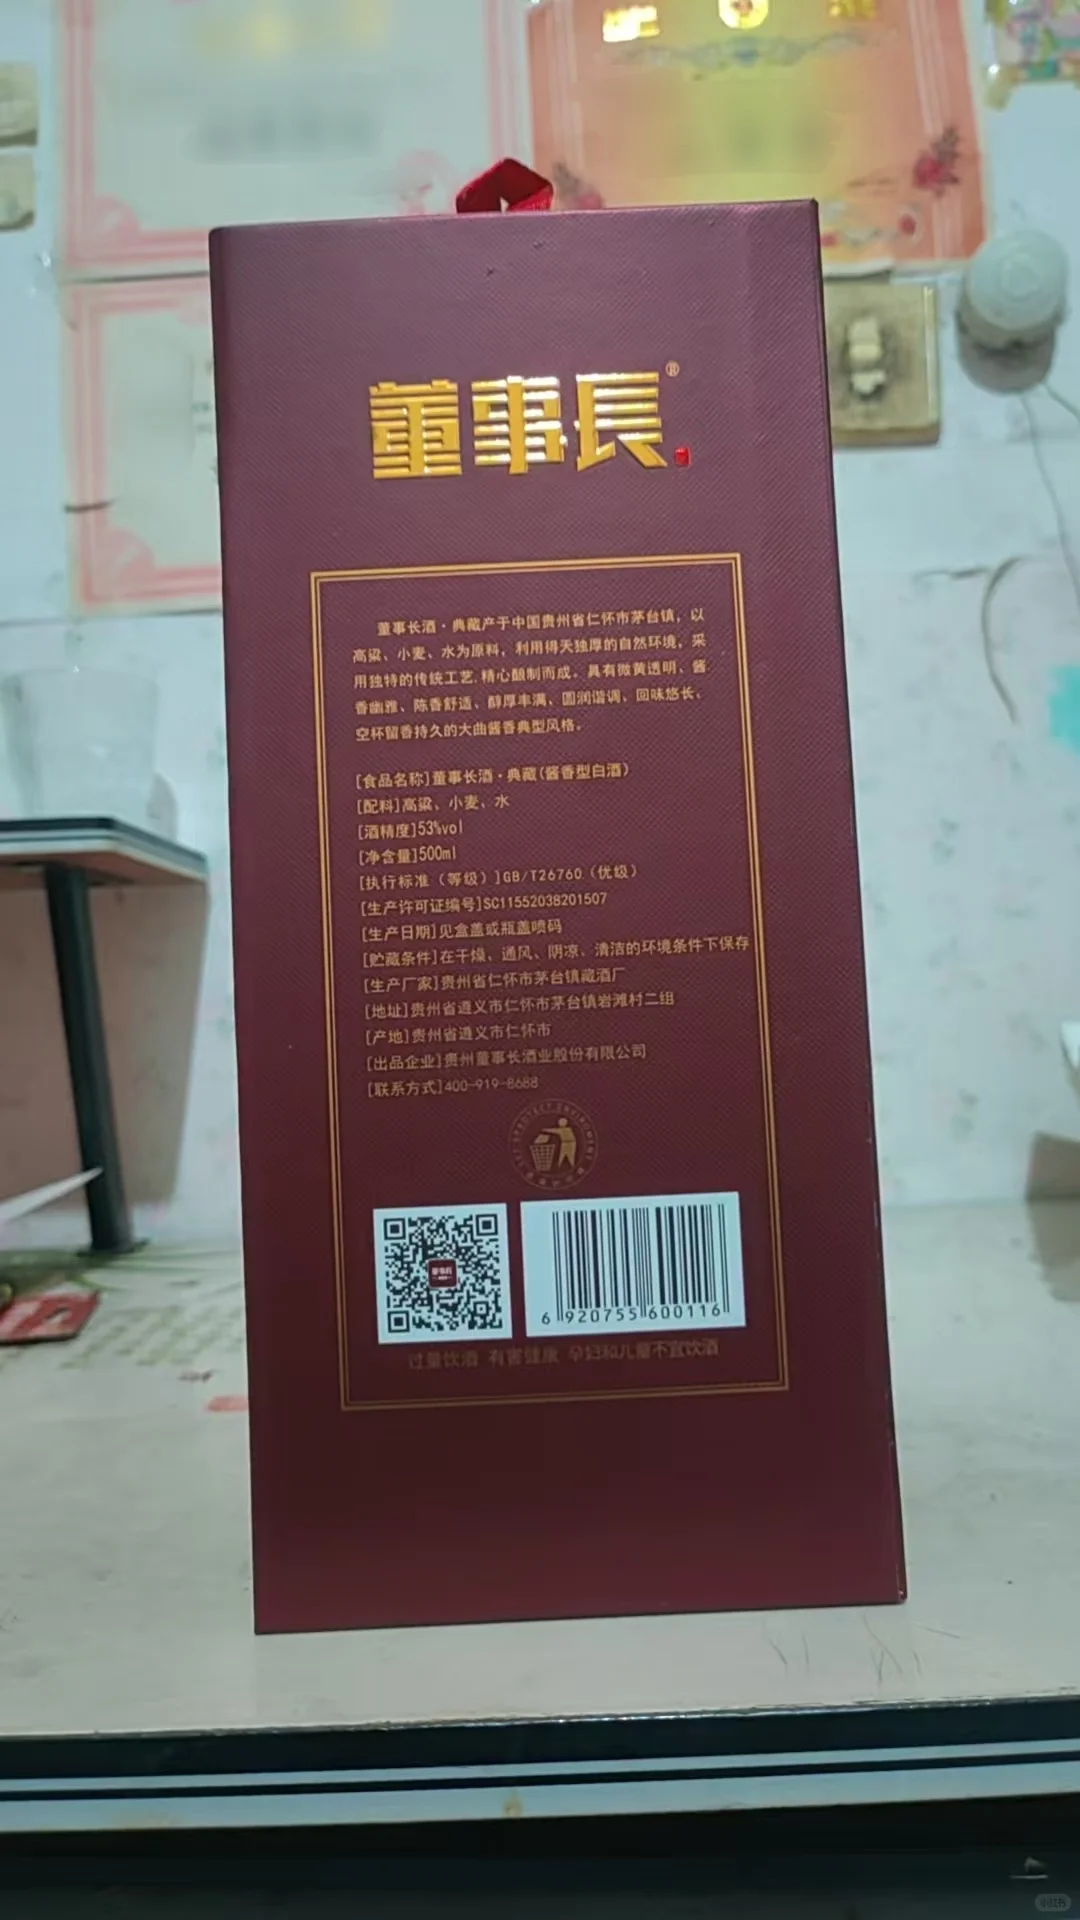 董事長®
董事长酒·典藏产于中国贵州省仁怀市茅台镇，以
高粱、小麦、水为原料，利用得天独厚的自然环境，采
用独特的传统工艺，精心酿制而成。具有微黄透明、酱
香幽雅、陈香舒适、醇厚丰满、圆润谐调、回味悠长、
空杯留香持久的大曲酱香典型风格。
[食品名称]董事长酒·典藏(酱香型白酒)
[配料]高粱、小麦、水
[酒精度]53%vol
[净含量]500ml
[执行标准（等级）]GB/T26760（优级）
[生产许可证编号]SC11552038201507
[生产日期]见盒盖或瓶盖喷码
[贮藏条件]在干燥、通风、阴凉、清洁的环境条件下保存
[生产厂家]贵州省仁怀市茅台镇藏酒厂
[地址]贵州省遵义市仁怀市茅台镇岩滩村二组
[产地]贵州省遵义市仁怀市
[出品企业]贵州董事长酒业股份有限公司
[联系方式]400-919-8688
6 920755 600116
过量饮酒 有害健康 孕妇和儿童不宜饮酒
小红书